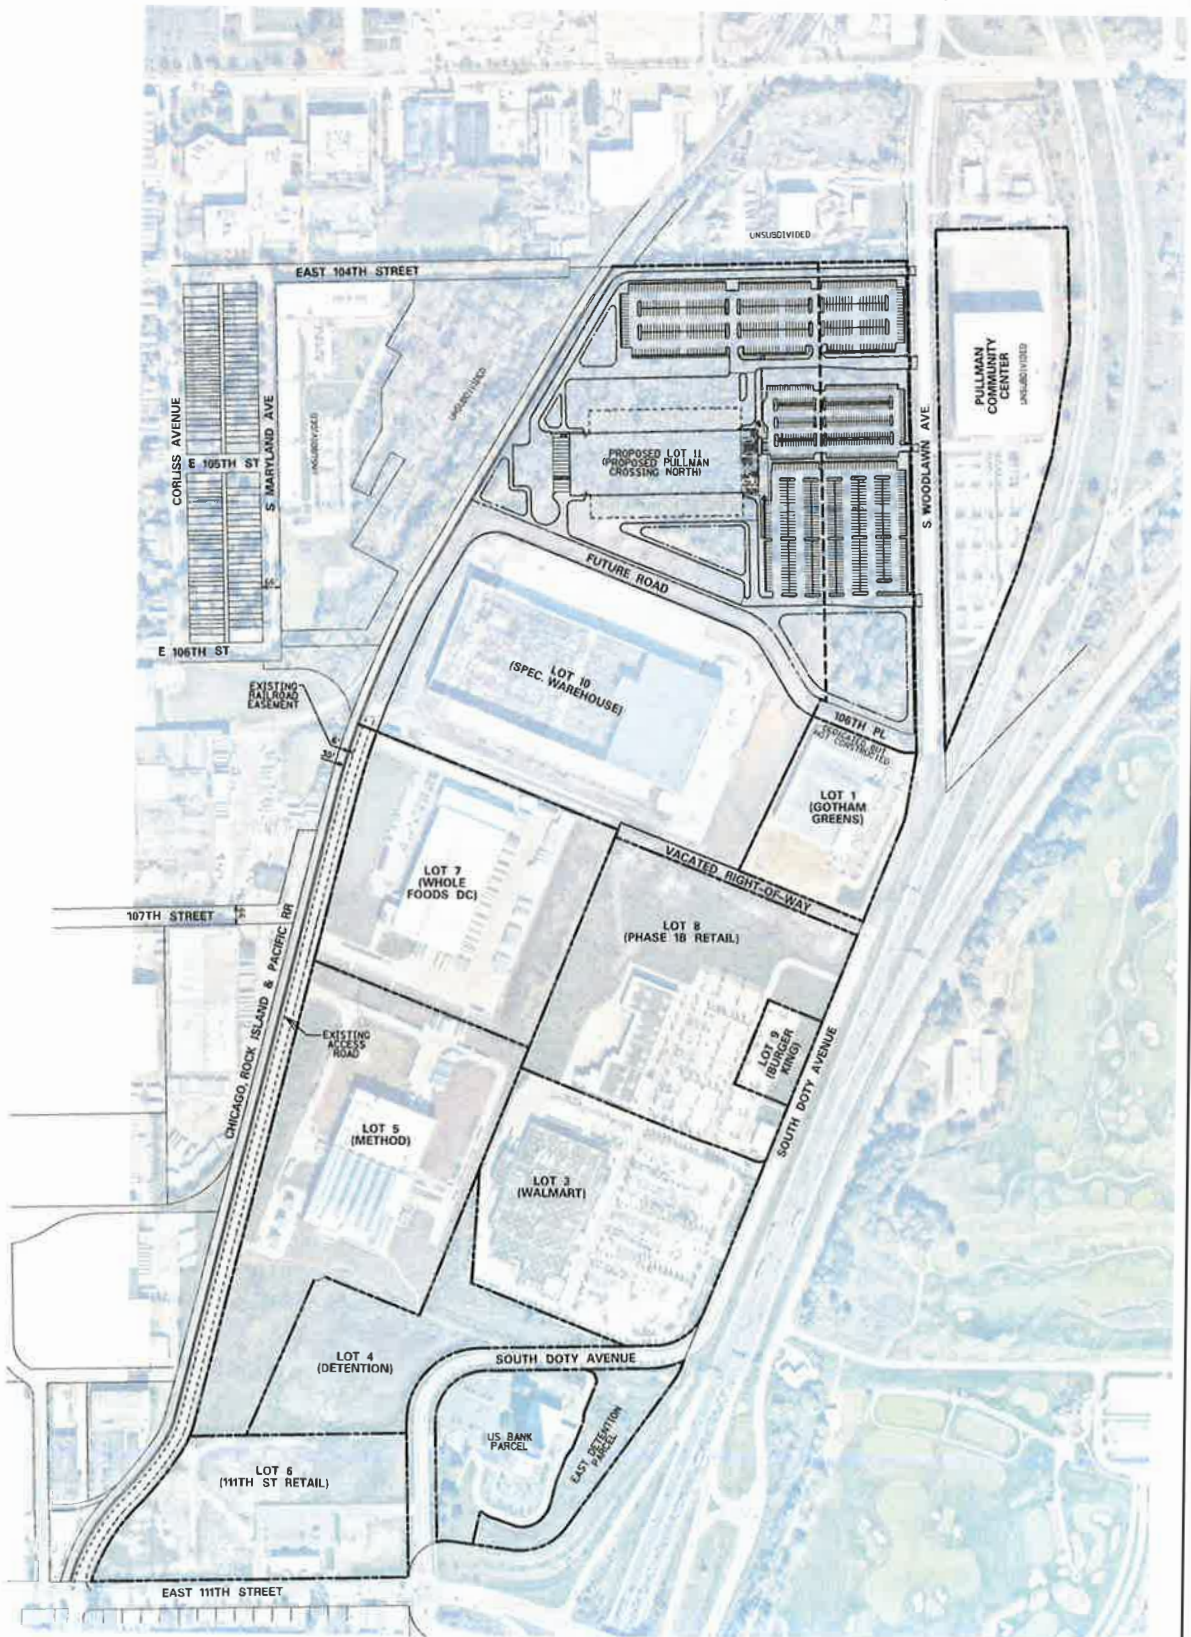 UNSUBDIVIDED
EAST 104TH STREET
PULLMAN
COMMUNITY
CENTER
UNSUBDIVIDED
UNSUBDIVIDED
CORLISS AVENUE
S MARYLAND AVE
UNSUBDIVIDED
E 105TH ST
PROPOSED LOT 11
(PROPOSED PULLMAN
CROSSING NORTH)
S. WOODLAWN AVE.
FUTURE ROAD
66'
E 106TH ST
LOT 10
(SPEC. WAREHOUSE)
EXISTING
RAILROAD
EASEMENT
106TH PL
DEDICATED BUT
NOT CONSTRUCTED
6'
30'
LOT 1
(GOTHAM
GREENS)
LOT 7
(WHOLE
FOODS DC)
VACATED RIGHT-OF-WAY
107TH STREET
66'
LOT 8
(PHASE 1B RETAIL)
CHICAGO, ROCK ISLAND & PACIFIC RR
EXISTING
ACCESS
ROAD
LOT 9
(BURGER
KING)
SOUTH DOTY AVENUE
LOT 5
(METHOD)
LOT 3
(WALMART)
LOT 4
(DETENTION)
SOUTH DOTY AVENUE
US BANK
PARCEL
EAST DETENTION
PARCEL
LOT 6
(111TH ST RETAIL)
EAST 111TH STREET